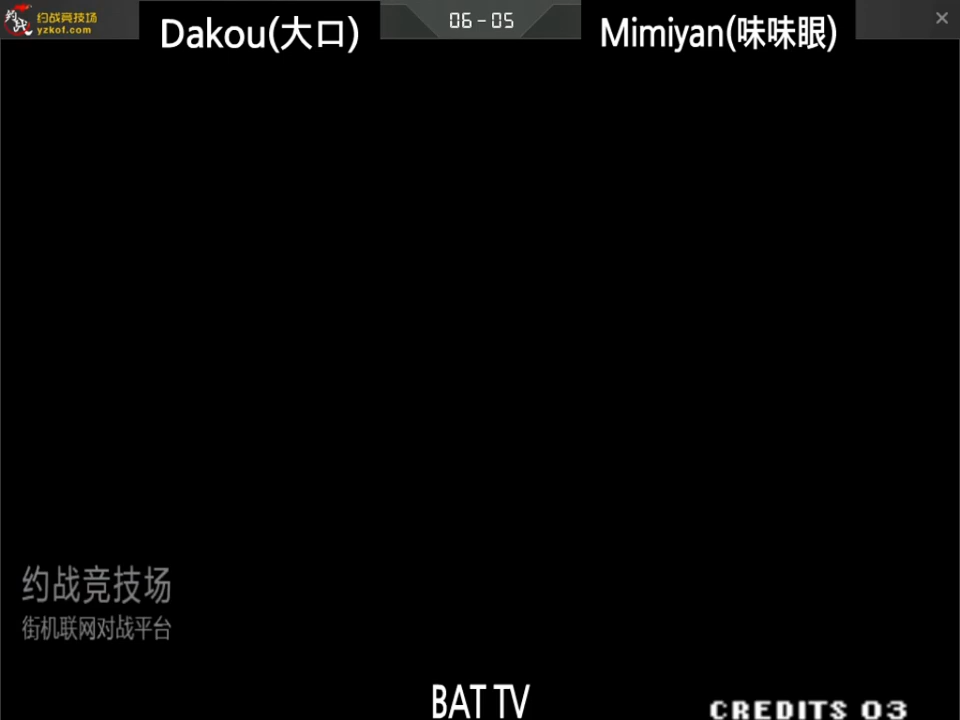 约战竞技场
yzkof.com
Dakou(大口)
06-05
Mimiyan(味味眼)
约战竞技场
街机联网对战平台
BAT TV
CREDITS 03